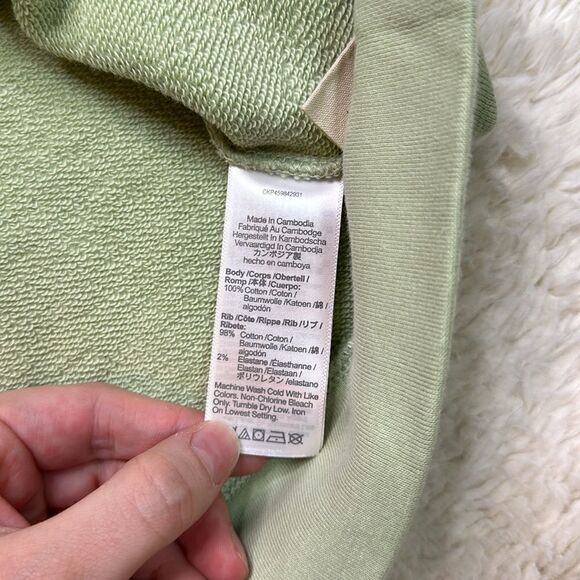 CKP459842931
Made In Cambodia
Fabriqué Au Cambodge
Hergestellt In Kambodscha
Vervaardigd In Cambodja
カンボジア製
hecho en camboya
Body /Corps /Oberteil /
Romp /本体 /Cuerpo:
100% Cotton /Coton /
Baumwolle /Katoen /綿 /
algodón
Rib /Côte /Rippe /Rib /リブ /
Ribete:
98% Cotton /Coton /
Baumwolle /Katoen /綿 /
algodón
2% Elastane /Élasthanne /
Elastan /Elastaan /
ポリウレタン /elastano
Machine Wash Cold With Like
Colors. Non-Chlorine Bleach
Only. Tumble Dry Low. Iron
On Lowest Setting.